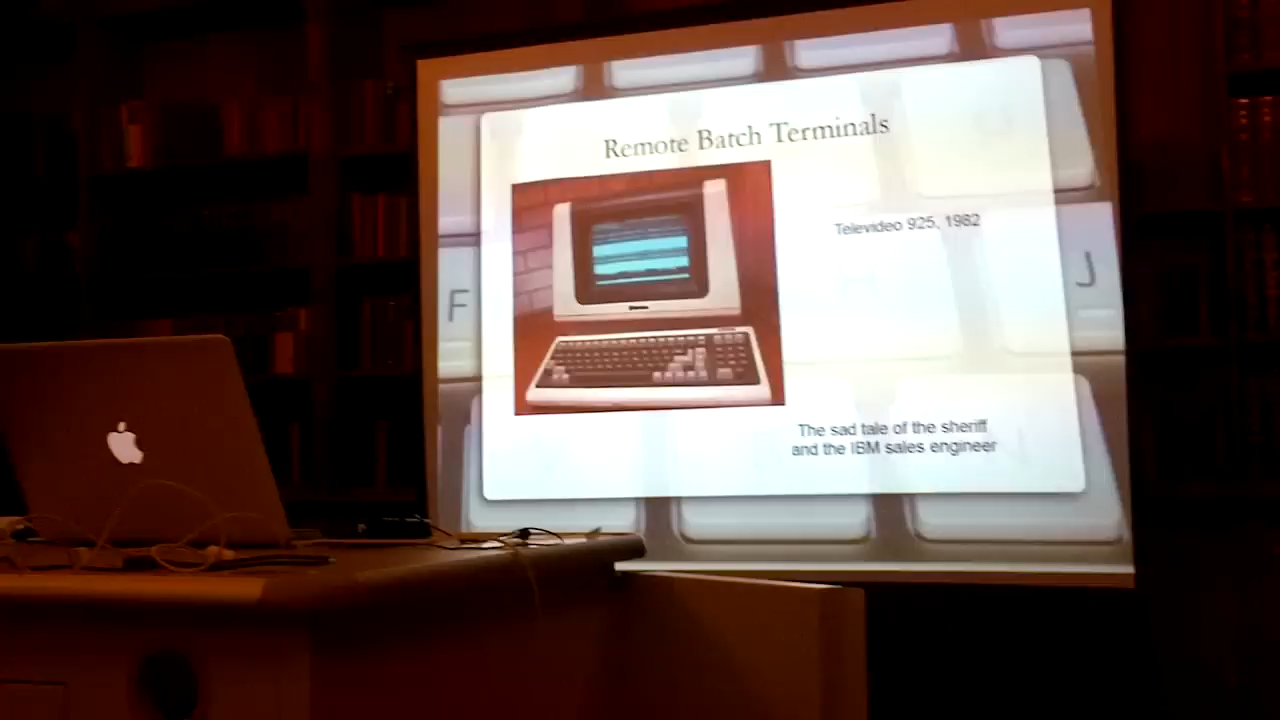 Remote Batch Terminals
Televideo 925, 1982
F
J
The sad tale of the sheriff
and the IBM sales engineer